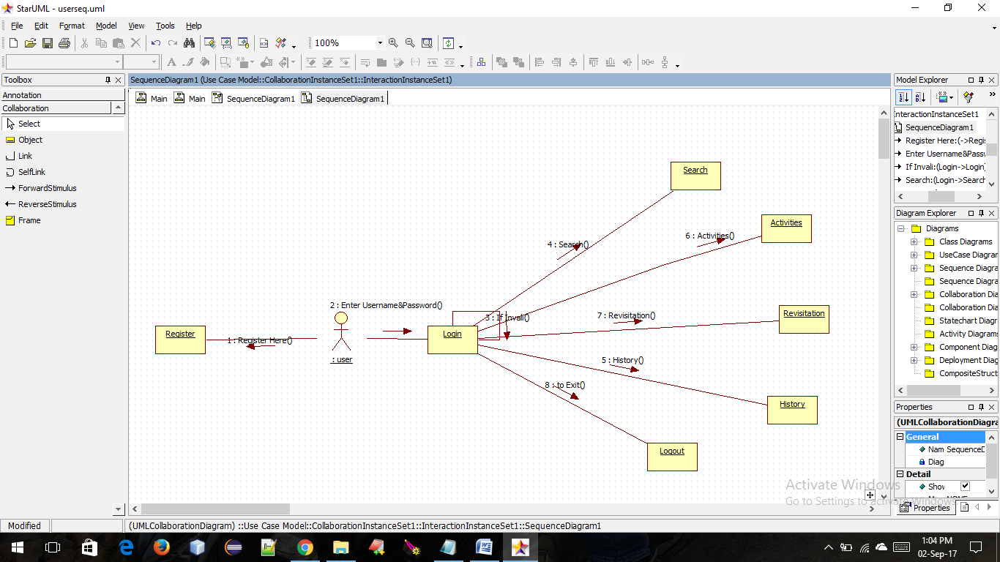 StarUML - userseq.uml
File Edit Format Model View Tools Help
100%
Toolbox
Annotation
Collaboration
Select
Object
Link
SelfLink
ForwardStimulus
ReverseStimulus
Frame
SequenceDiagram1 (Use Case Model::CollaborationInstanceSet1::InteractionInstanceSet1)
Main Main SequenceDiagram1 SequenceDiagram1
Search
Activities
4 : Search()
6 : Activities()
2 : Enter Username&Password()
3 : If Invali()
7 : Revisitation()
Revisitation
Register
1 : Register Here()
: user
Login
5 : History()
8 : to Exit()
History
Logout
Model Explorer
InteractionInstanceSet1
SequenceDiagram1
Register Here:(->Regis
Enter Username&Passw
If Invali:(Login->Login)
Search:(Login->Search
Diagram Explorer
Diagrams
Class Diagrams
UseCase Diagram
Sequence Diagra
Sequence Diagra
Collaboration Dia
Collaboration Dia
Statechart Diagr
Activity Diagrams
Component Diag
Deployment Diag
CompositeStruct
Properties
(UMLCollaborationDiagra
General
Nam SequenceD
Diag
Detail
Shov
Activate Windows
Go to Settings to activate Windows.
Properties
Modified
(UMLCollaborationDiagram) ::Use Case Model::CollaborationInstanceSet1::InteractionInstanceSet1::SequenceDiagram1
1:04 PM
02-Sep-17